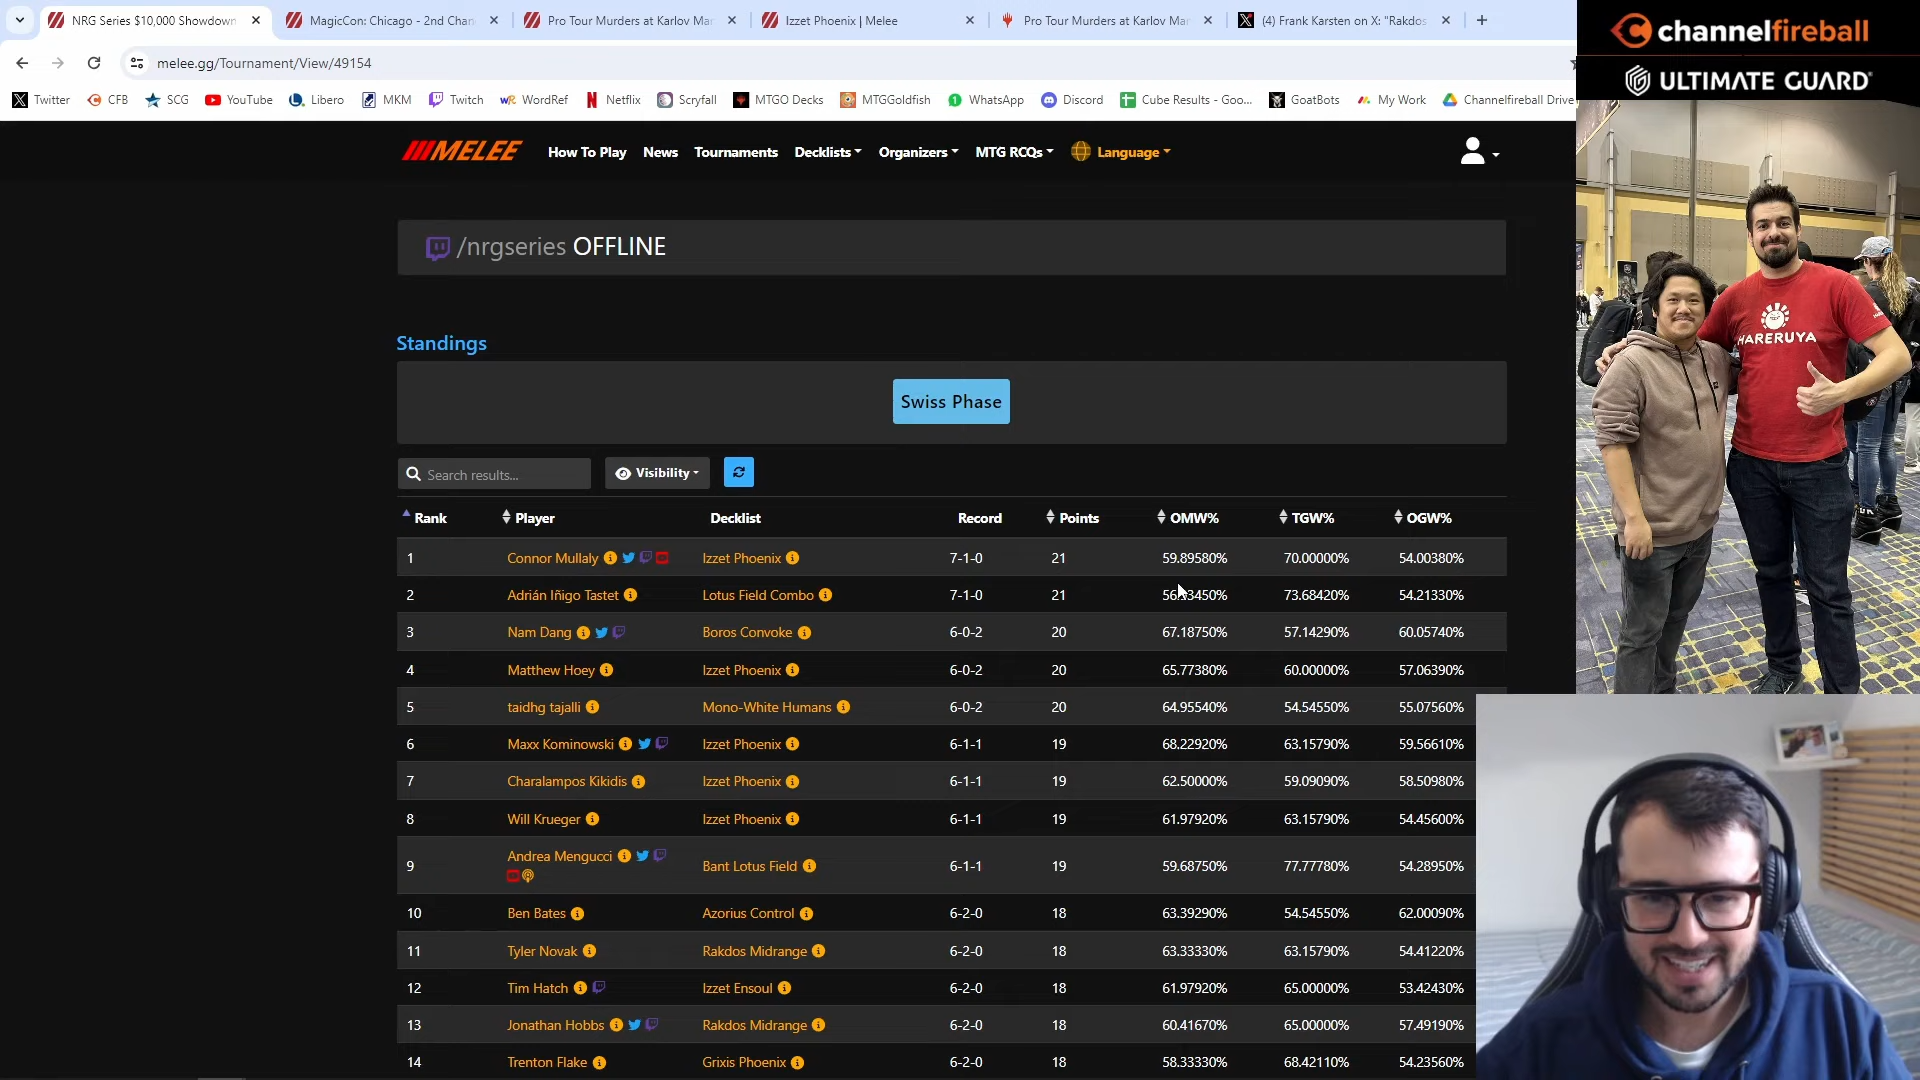 NRG Series $10,000 Showdown
MagicCon: Chicago - 2nd Chan
Pro Tour Murders at Karlov Mar
Izzet Phoenix | Melee
Pro Tour Murders at Karlov Mar
(4) Frank Karsten on X: "Rakdos
melee.gg/Tournament/View/49154
Twitter CFB SCG YouTube Libero MKM Twitch WordRef Netflix Scryfall MTGO Decks MTGGoldfish WhatsApp Discord Cube Results - Goo... GoatBots My Work Channelfireball Drive
channelfireball
ULTIMATE GUARD
MELEE How To Play News Tournaments Decklists Organizers MTG RCQs Language
/nrgseries OFFLINE
Standings
Swiss Phase
Search results... Visibility
Rank Player Decklist Record Points OMW% TGW% OGW%
1 Connor Mullaly Izzet Phoenix 7-1-0 21 59.89580% 70.00000% 54.00380%
2 Adrián Iñigo Tastet Lotus Field Combo 7-1-0 21 3450% 73.68420% 54.21330%
3 Nam Dang Boros Convoke 6-0-2 20 67.18750% 57.14290% 60.05740%
4 Matthew Hoey Izzet Phoenix 6-0-2 20 65.77380% 60.00000% 57.06390%
5 taidhg tajalli Mono-White Humans 6-0-2 20 64.95540% 54.54550% 55.07560%
6 Maxx Kominowski Izzet Phoenix 6-1-1 19 68.22920% 63.15790% 59.56610%
7 Charalampos Kikidis Izzet Phoenix 6-1-1 19 62.50000% 59.09090% 58.50980%
8 Will Krueger Izzet Phoenix 6-1-1 19 61.97920% 63.15790% 54.45600%
9 Andrea Mengucci Bant Lotus Field 6-1-1 19 59.68750% 77.77780% 54.28950%
10 Ben Bates Azorius Control 6-2-0 18 63.39290% 54.54550% 62.00090%
11 Tyler Novak Rakdos Midrange 6-2-0 18 63.33330% 63.15790% 54.41220%
12 Tim Hatch Izzet Ensoul 6-2-0 18 61.97920% 65.00000% 53.42430%
13 Jonathan Hobbs Rakdos Midrange 6-2-0 18 60.41670% 65.00000% 57.49190%
14 Trenton Flake Grixis Phoenix 6-2-0 18 58.33330% 68.42110% 54.23560%
HARERUYA